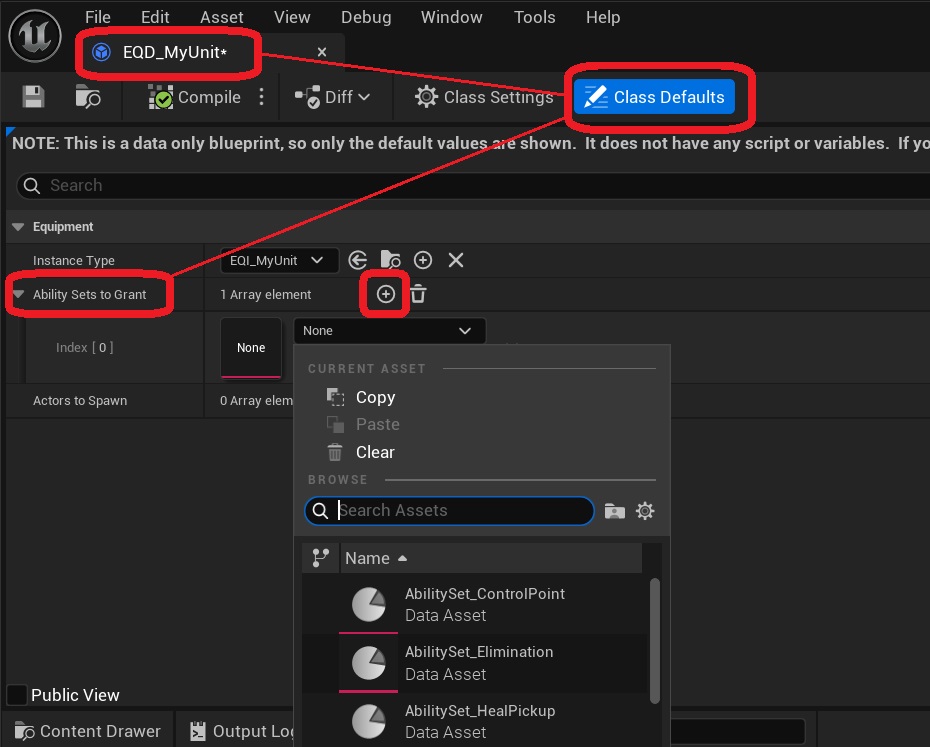 File Edit Asset View Debug Window Tools Help
EQD_MyUnit*
Compile Diff Class Settings Class Defaults
NOTE: This is a data only blueprint, so only the default values are shown. It does not have any script or variables. If yo
Search
Equipment
Instance Type EQI_MyUnit
Ability Sets to Grant 1 Array element
Index [ 0 ] None None
Actors to Spawn 0 Array elem
CURRENT ASSET
Copy
Paste
Clear
BROWSE
Search Assets
Name
AbilitySet_ControlPoint
Data Asset
AbilitySet_Elimination
Data Asset
AbilitySet_HealPickup
Data Asset
Public View
Content Drawer Output Log